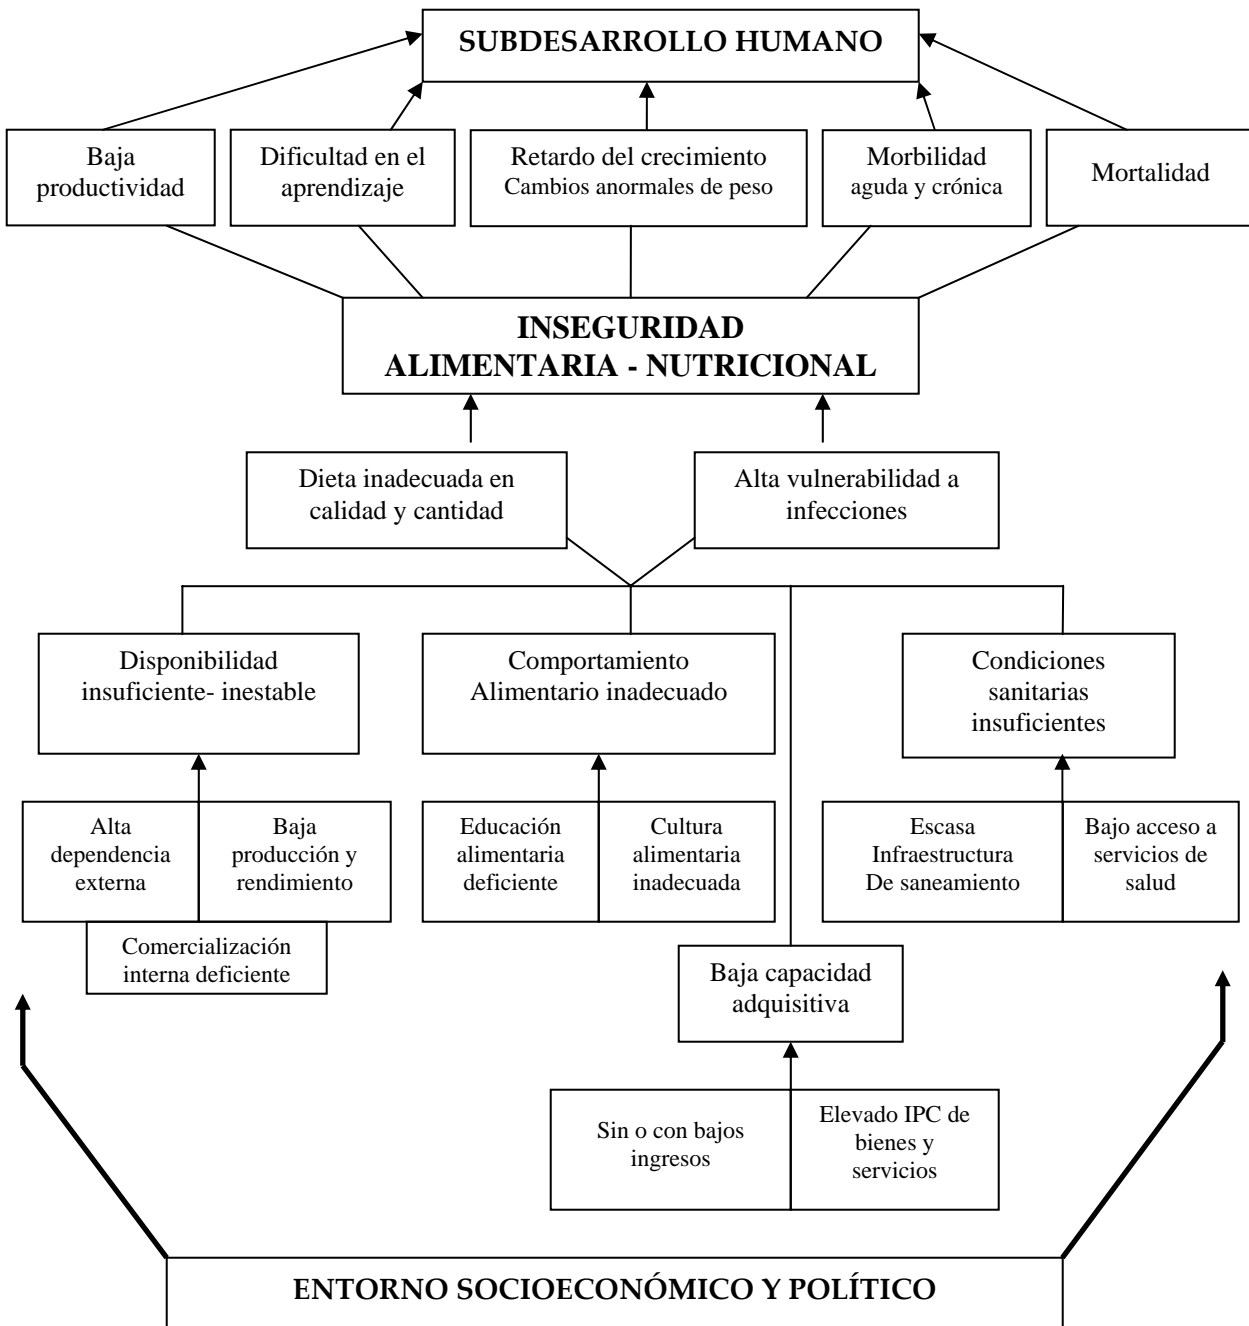 SUBDESARROLLO HUMANO
Baja
productividad
Dificultad en el
aprendizaje
Retardo del crecimiento
Cambios anormales de peso
Morbilidad
aguda y crónica
Mortalidad
INSEGURIDAD
ALIMENTARIA - NUTRICIONAL
Dieta inadecuada en
calidad y cantidad
Alta vulnerabilidad a
infecciones
Disponibilidad
insuficiente- inestable
Comportamiento
Alimentario inadecuado
Condiciones
sanitarias
insuficientes
Alta
dependencia
externa
Baja
producción y
rendimiento
Comercialización
interna deficiente
Educación
alimentaria
deficiente
Cultura
alimentaria
inadecuada
Escasa
Infraestructura
De saneamiento
Bajo acceso a
servicios de
salud
Baja capacidad
adquisitiva
Sin o con bajos
ingresos
Elevado IPC de
bienes y
servicios
ENTORNO SOCIOECONÓMICO Y POLÍTICO